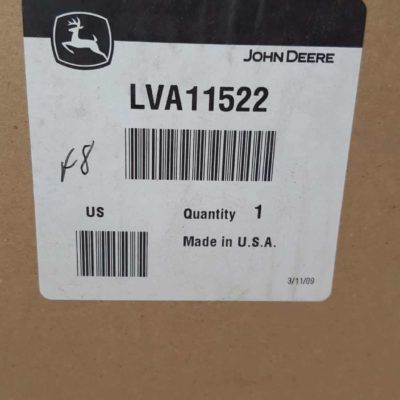 JOHN DEERE
LVA11522
f8
US
Quantity 1
Made in U.S.A.
3/11/09